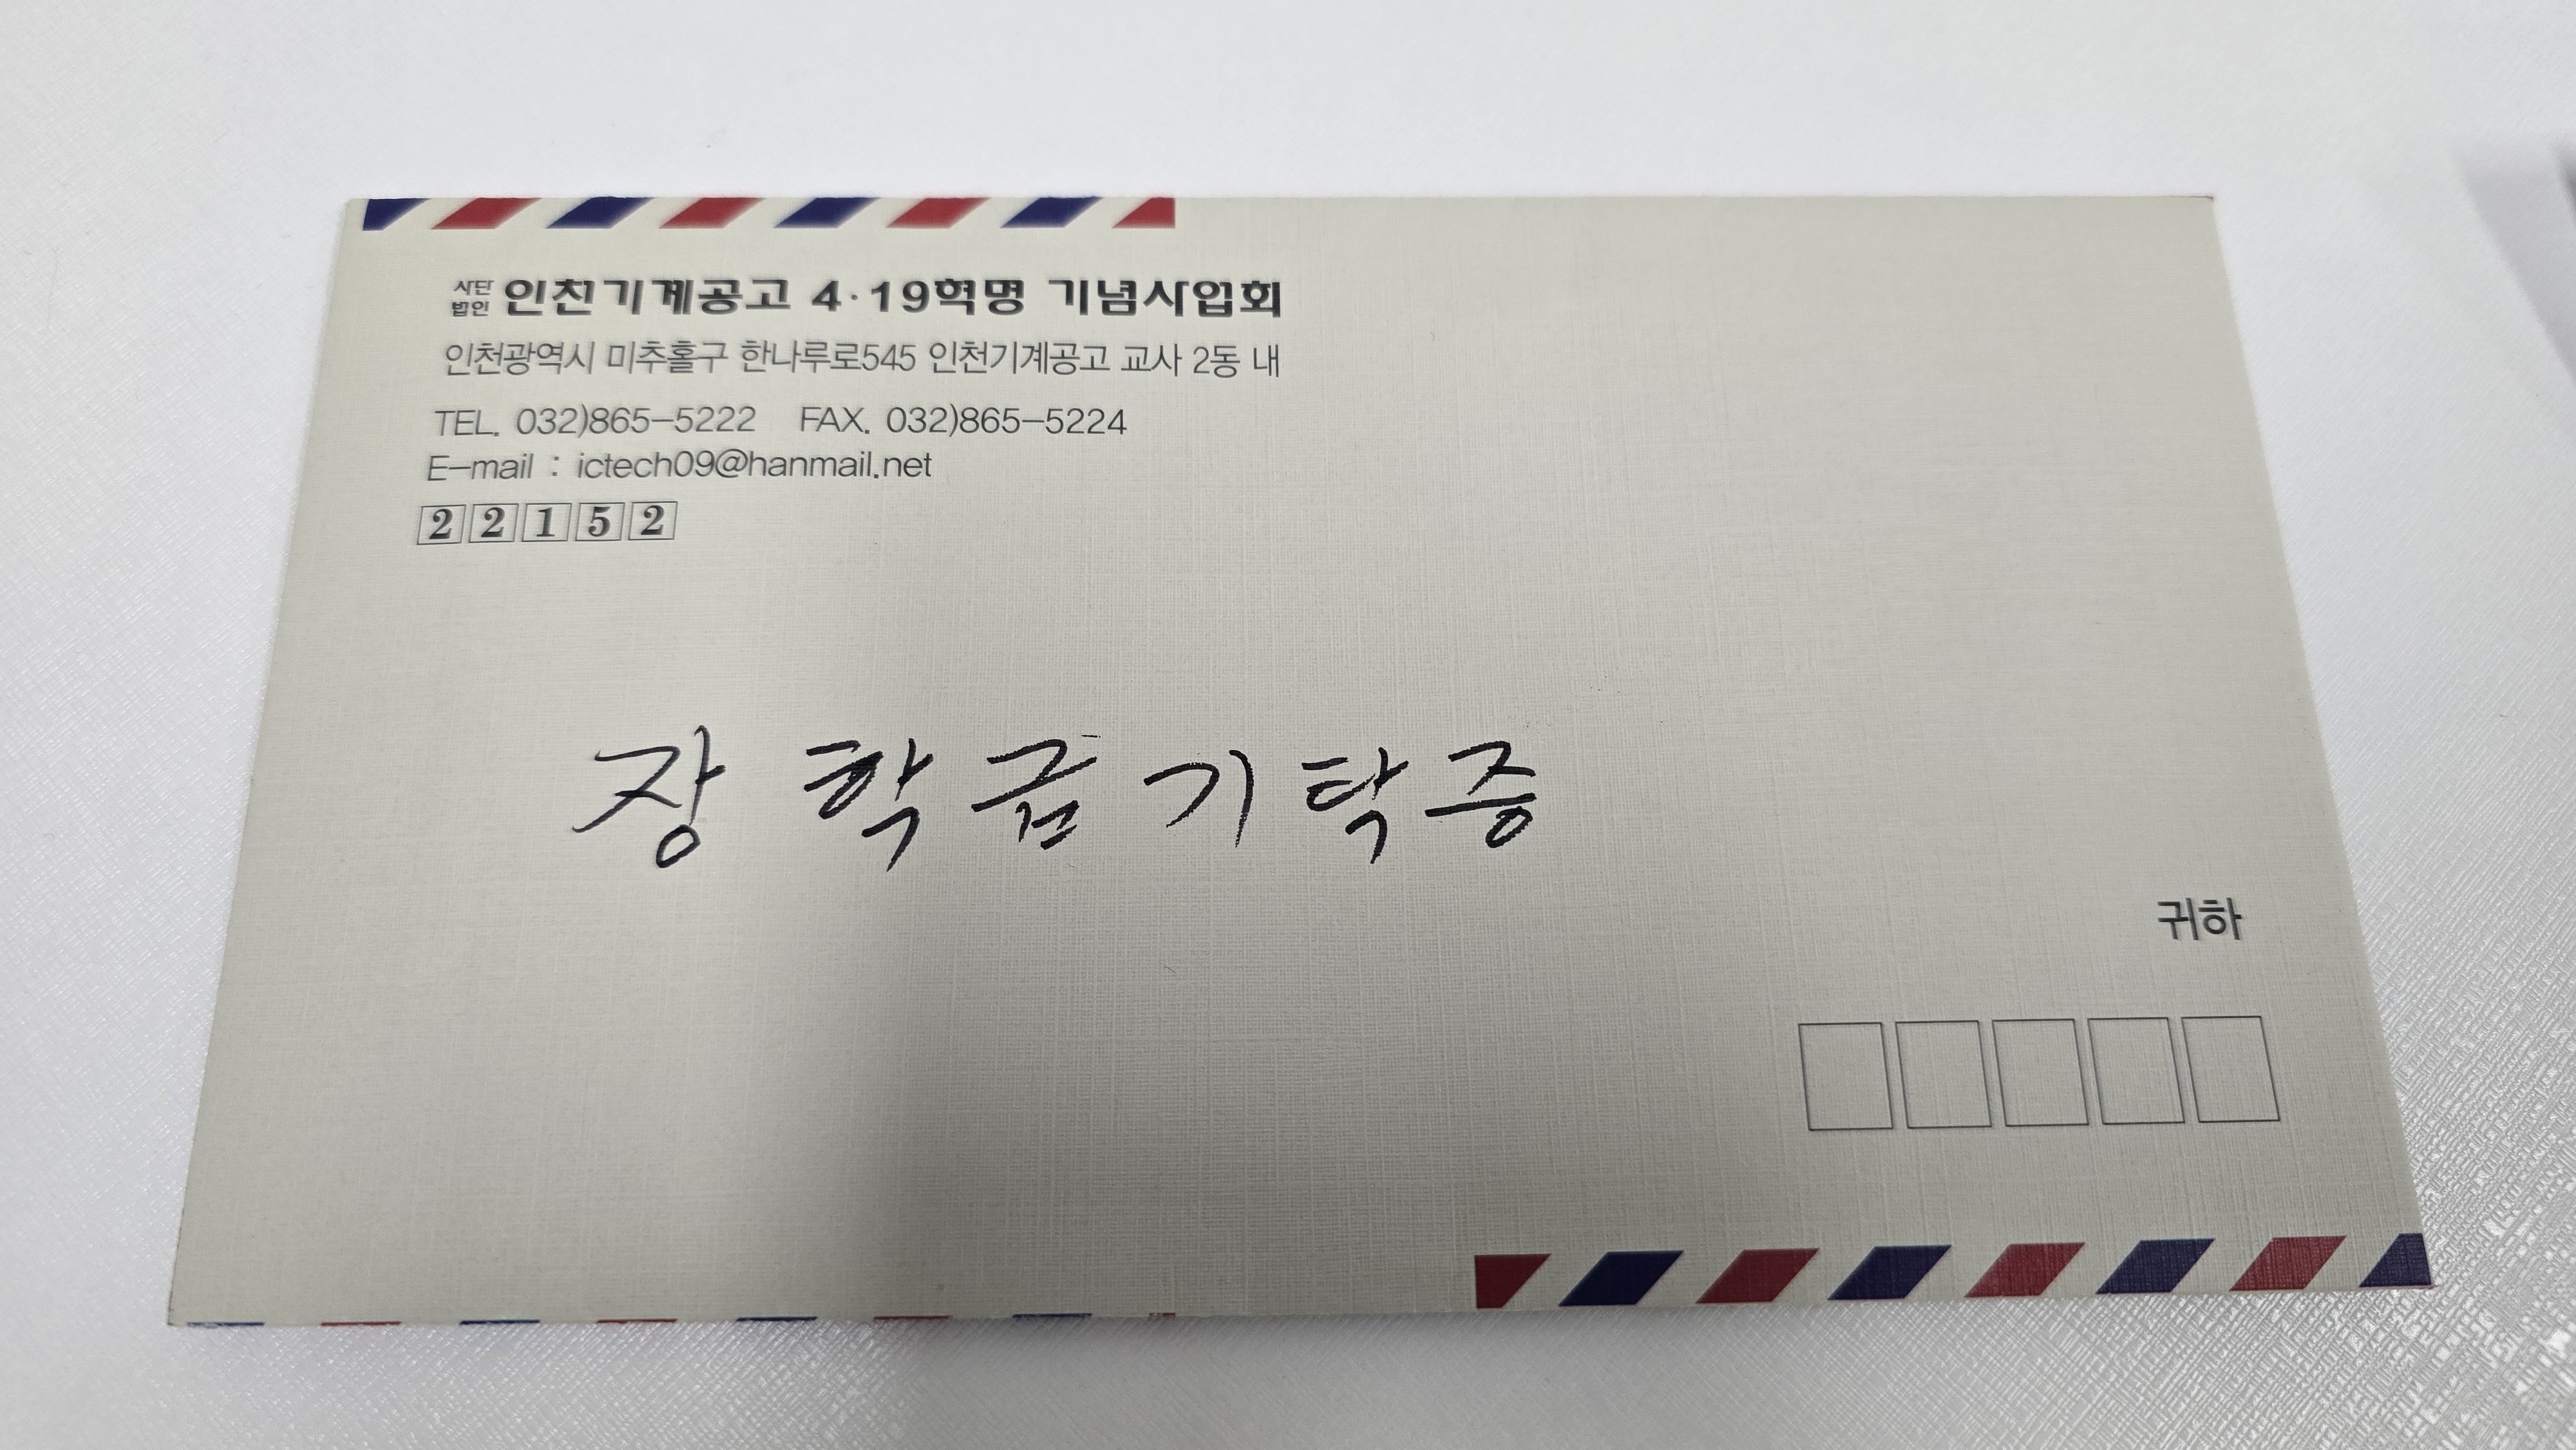 사단법인 인천기계공고 4·19혁명 기념사업회
인천광역시 미추홀구 한나루로545 인천기계공고 교사 2동 내
TEL. 032)865-5222 FAX. 032)865-5224
E-mail : ictech09@hanmail.net
22152
장학금기탁증
귀하